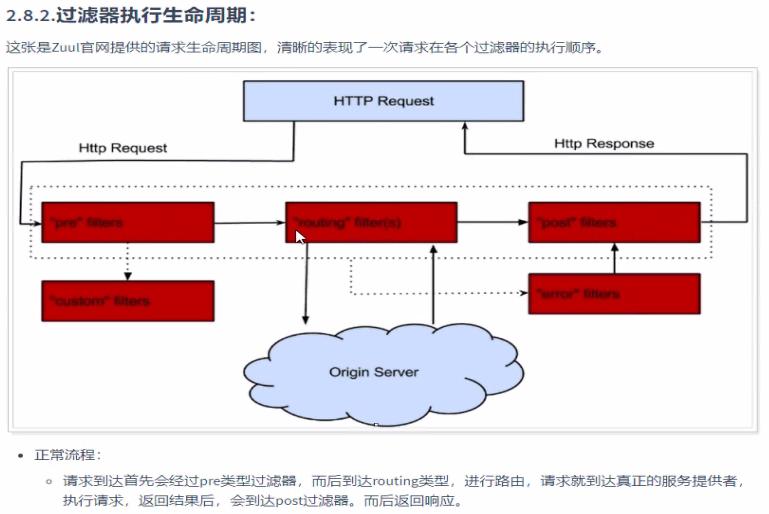 2.8.2.过滤器执行生命周期：
这张是Zuul官网提供的请求生命周期图，清晰的表现了一次请求在各个过滤器的执行顺序。
HTTP Request
Http Request
Http Response
"pre" filters
"routing" filter(s)
"post" filters
"custom" filters
"error" filters
Origin Server
正常流程：
请求到达首先会经过pre类型过滤器，而后到达routing类型，进行路由，请求就到达真正的服务提供者，
执行请求，返回结果后，会到达post过滤器。而后返回响应。